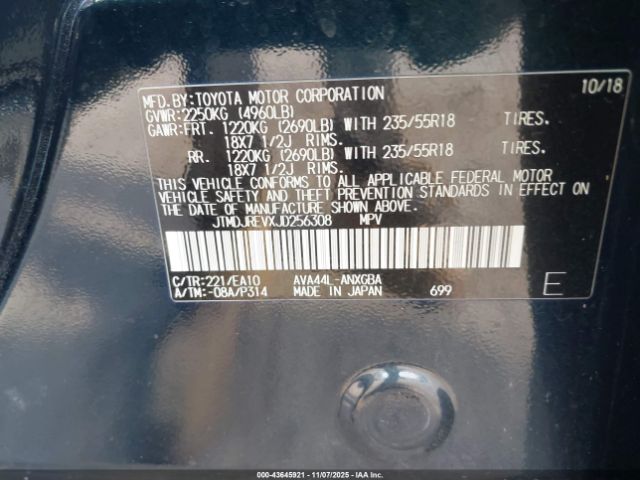 MFD.BY:TOYOTA MOTOR CORPORATION 10/18
GVWR:2250KG (4960LB)
GAWR:FRT. 1220KG (2690LB) WITH 235/55R18 TIRES,
18X7 1/2J RIMS.
RR. 1220KG (2690LB) WITH 235/55R18 TIRES,
18X7 1/2J RIMS.
THIS VEHICLE CONFORMS TO ALL APPLICABLE FEDERAL MOTOR
VEHICLE SAFETY AND THEFT PREVENTION STANDARDS IN EFFECT ON
THE DATE OF MANUFACTURE SHOWN ABOVE.
JTMDJREVXJD256308 MPV
C/TR:221/EA10 AVA44L-ANXGBA
A/TM:-08A/P314 MADE IN JAPAN 699 E
000-43645921 - 11/07/2025 - IAAI.CA